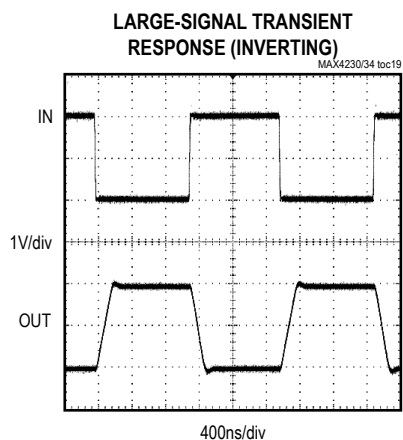 LARGE-SIGNAL TRANSIENT
RESPONSE (INVERTING)
MAX4230/34 toc19
IN
1V/div
OUT
400ns/div